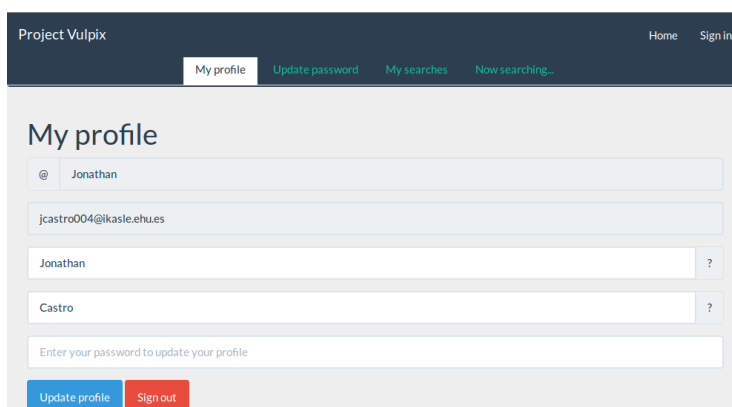 Project Vulpix Home Sign in
My profile Update password My searches Now searching...
My profile
@ Jonathan
jcastro004@ikasle.ehu.es
Jonathan ?
Castro ?
Enter your password to update your profile
Update profile Sign out